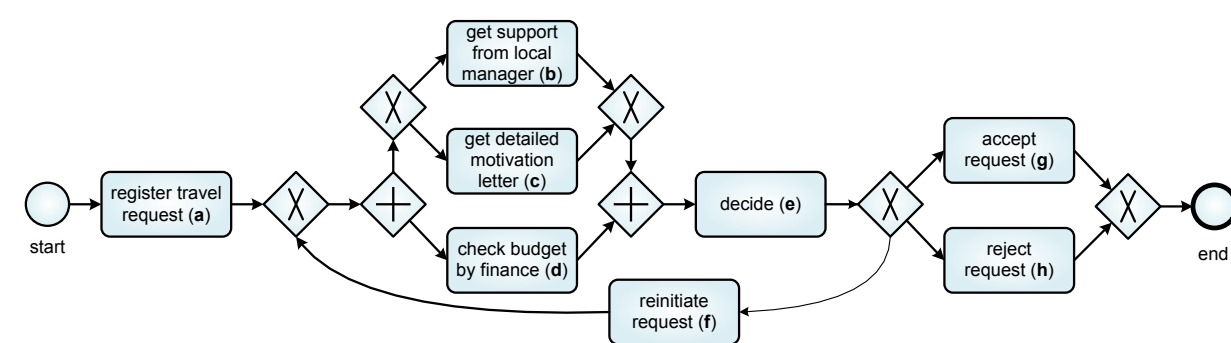 get support
from local
manager (b)
get detailed
motivation
letter (c)
accept
request (g)
register travel
request (a)
decide (e)
start
check budget
by finance (d)
reject
request (h)
end
reinitiate
request (f)